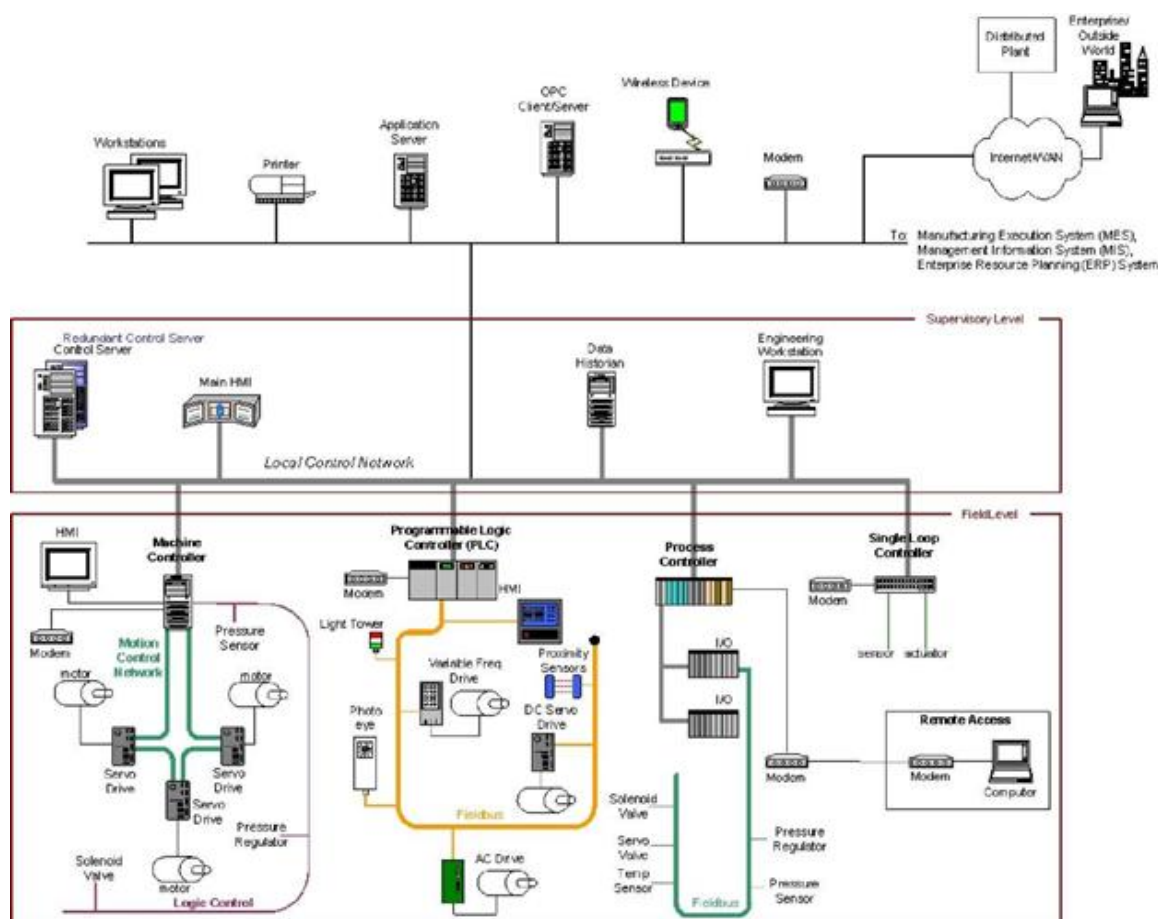 Distributed
Plant
Enterprise/
Outside
World
Internet/WAN
Workstations
Printer
Application
Server
OPC
Client/Server
Wireless Device
Modem
To: Manufacturing Execution System (MES),
Management Information System (MIS),
Enterprise Resource Planning (ERP) System
Supervisory Level
Redundant Control Server
Control Server
Main HMI
Data
Historian
Engineering
Workstation
Local Control Network
FieldLevel
HMI
Machine
Controller
Modem
Pressure
Sensor
Motion
Control
Network
motor
motor
Servo
Drive
Servo
Drive
Servo
Drive
Pressure
Regulator
Solenoid
Valve
motor
Logic Control
Programmable Logic
Controller (PLC)
Modem
HMI
Light Tower
Proximity
Sensors
Variable Freq
Drive
DC Servo
Drive
Photo
eye
Fieldbus
AC Drive
Process
Controller
I/O
I/O
Modem
Solenoid
Valve
Servo
Valve
Temp
Sensor
Pressure
Regulator
Pressure
Sensor
Fieldbus
Single Loop
Controller
Modem
sensor
actuator
Remote Access
Modem
Computer